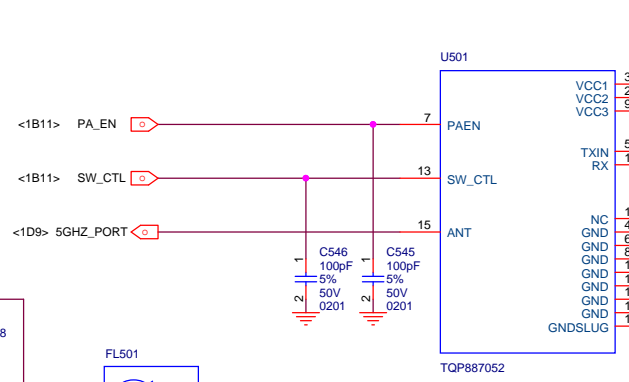 U501
<1B11> PA_EN
7
PAEN
VCC1
VCC2
VCC3
<1B11> SW_CTL
13
SW_CTL
TXIN
RX
<1D9> 5GHZ_PORT
15
ANT
NC
GND
GND
GND
GND
GND
GND
GND
GNDSLUG
1
2
C546
100pF
5%
50V
0201
1
2
C545
100pF
5%
50V
0201
8
FL501
TQP887052